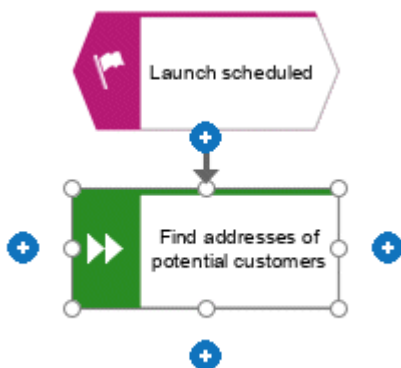 Launch scheduled
Find addresses of
potential customers